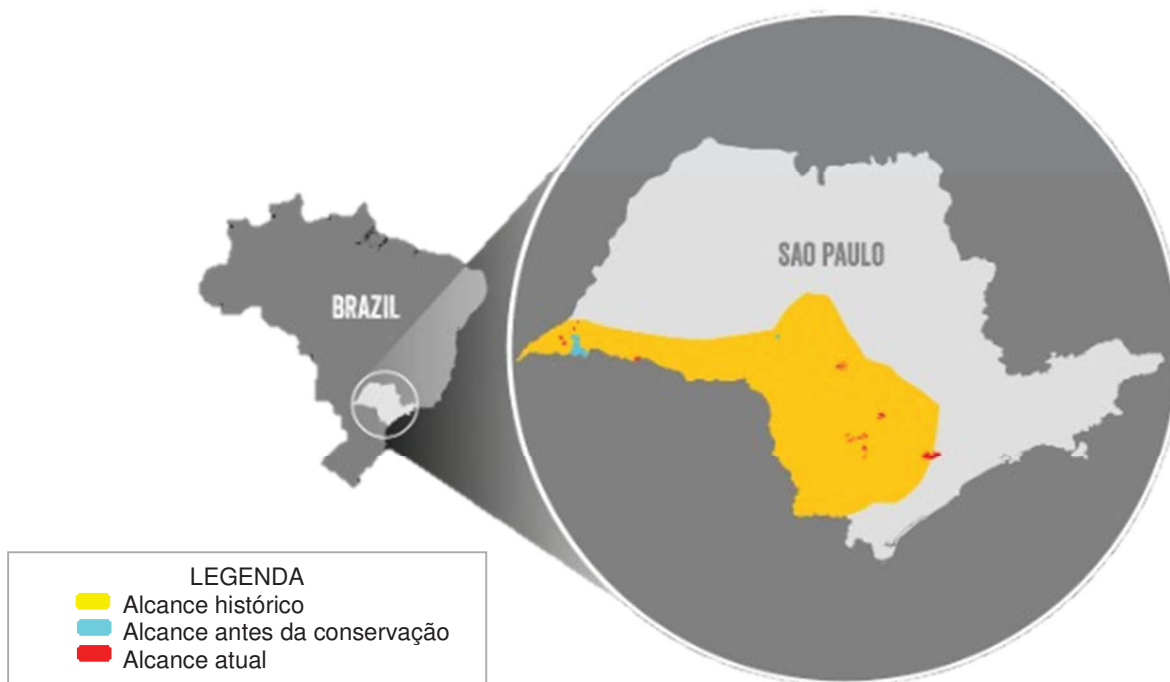 SAO PAULO
BRAZIL
LEGENDA
Alcance histórico
Alcance antes da conservação
Alcance atual